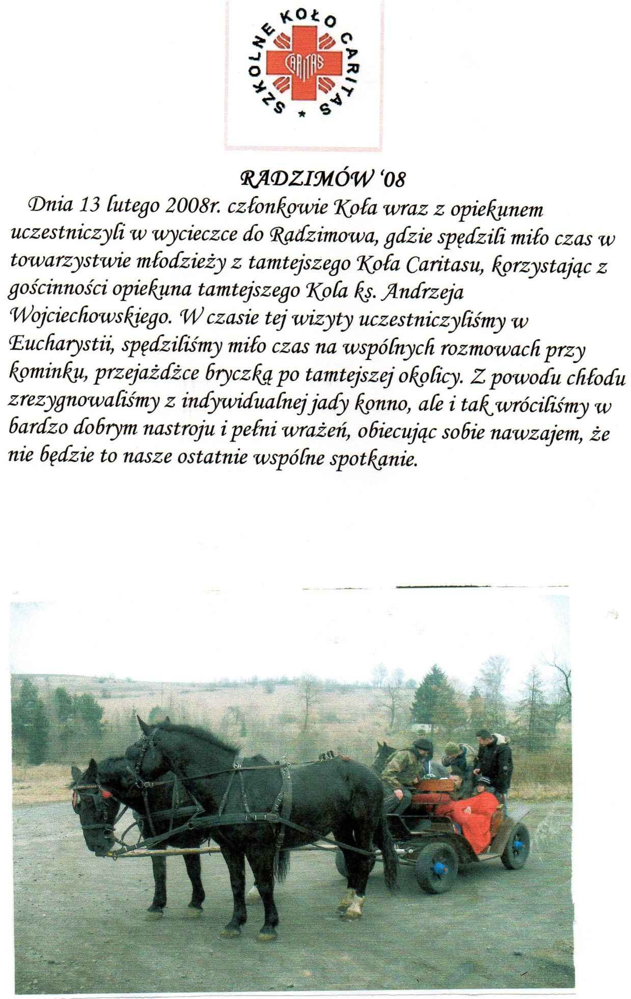 SZKOLNE KOŁO CARITAS *
CARITAS
RADZIMÓW ‘08
Dnia 13 lutego 2008r. członkowie Koła wraz z opiekunem
uczestniczyli w wycieczce do Radzimowa, gdzie spędzili miło czas w
towarzystwie młodzieży z tamtejszego Koła Caritasu, korzystając z
gościnności opiekuna tamtejszego Kola ks. Andrzeja
Wojciechowskiego. W czasie tej wizyty uczestniczyliśmy w
Eucharystii, spędziliśmy miło czas na wspólnych rozmowach przy
kominku, przejażdżce bryczką po tamtejszej okolicy. Z powodu chłodu
zrezygnowaliśmy z indywidualnej jady konno, ale i tak wróciliśmy w
bardzo dobrym nastroju i pełni wrażeń, obiecując sobie nawzajem, że
nie będzie to nasze ostatnie wspólne spotkanie.